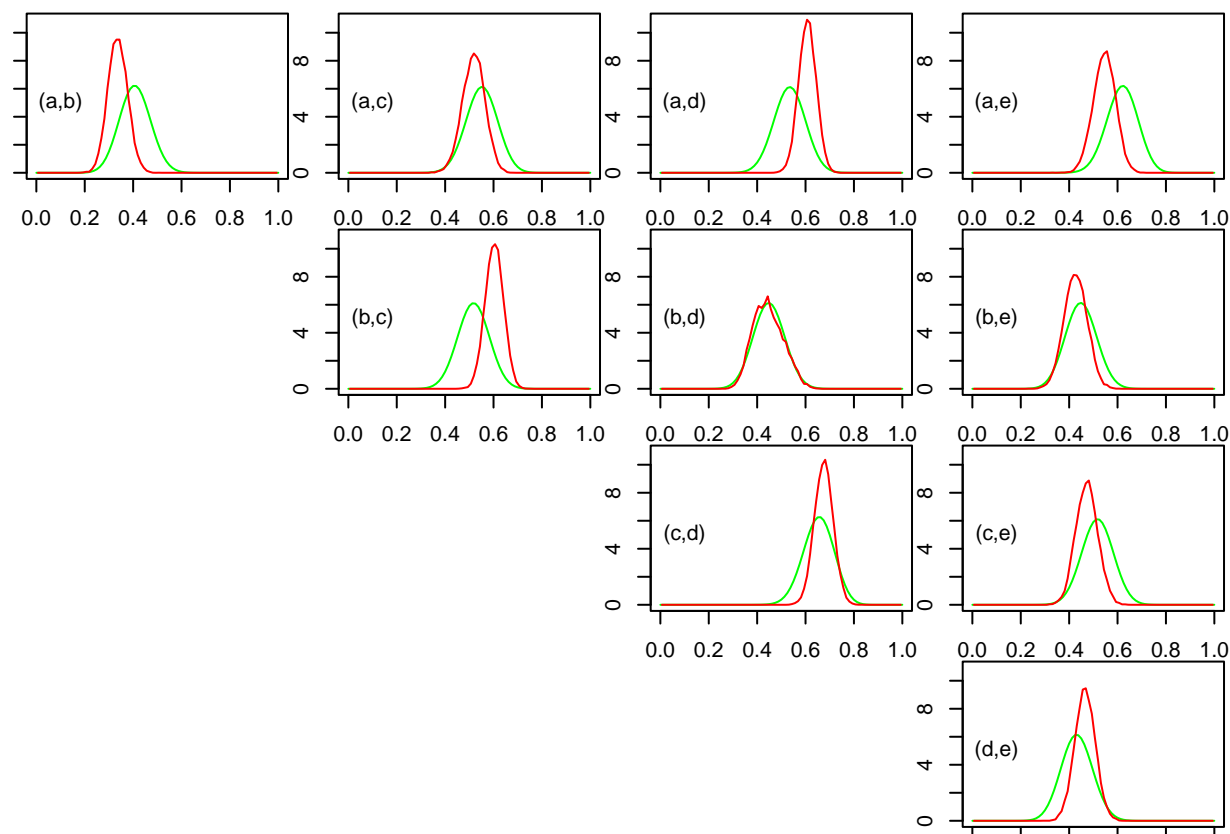 (a,b) 0 4 8 (a,c) 0 4 8 (a,d) 0 4 8 (a,e)
0.0 0.2 0.4 0.6 0.8 1.0 0.0 0.2 0.4 0.6 0.8 1.0 0.0 0.2 0.4 0.6 0.8 1.0 0.0 0.2 0.4 0.6 0.8 1.0
0 4 8 (b,c) 0 4 8 (b,d) 0 4 8 (b,e)
0.0 0.2 0.4 0.6 0.8 1.0 0.0 0.2 0.4 0.6 0.8 1.0 0.0 0.2 0.4 0.6 0.8 1.0
0 4 8 (c,d) 0 4 8 (c,e)
0.0 0.2 0.4 0.6 0.8 1.0 0.0 0.2 0.4 0.6 0.8 1.0
0 4 8 (d,e)